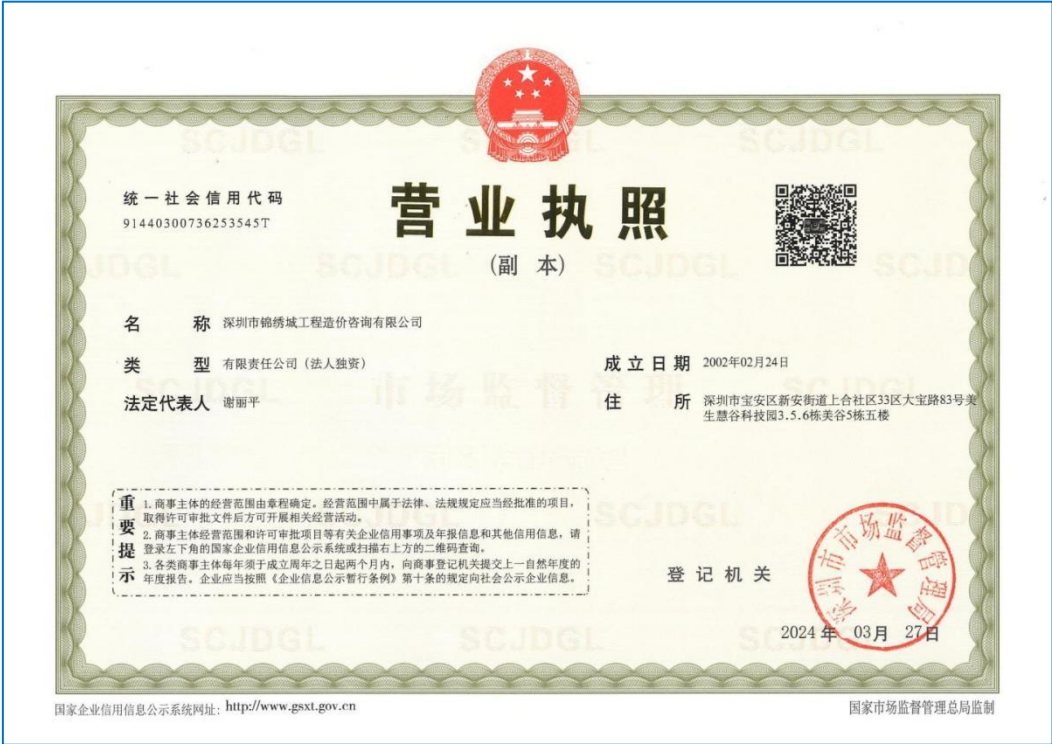 统一社会信用代码
91440300736253545T
营业执照
(副 本)
名 称 深圳市锦绣城工程造价咨询有限公司
类 型 有限责任公司（法人独资）
法定代表人 谢丽平
成立日期 2002年02月24日
住 所 深圳市宝安区新安街道上合社区33区大宝路83号美
生慧谷科技园3.5.6栋美谷5栋五楼
重要提示
1.商事主体的经营范围由章程确定。经营范围中属于法律、法规规定应当经批准的项目，
取得许可审批文件后方可开展相关经营活动。
2.商事主体经营范围和许可审批项目等有关企业信用事项及年报信息和其他信用信息，请
登录左下角的国家企业信用信息公示系统或扫描右上方的二维码查询。
3.各类商事主体每年须于成立周年之日起两个月内，向商事登记机关提交上一自然年度的
年度报告。企业应当按照《企业信息公示暂行条例》第十条的规定向社会公示企业信息。
登记机关
深圳市市场监督管理局
2024年 03月 27日
国家企业信用信息公示系统网址：http://www.gsxt.gov.cn
国家市场监督管理总局监制
SCJDGL
市场监督管理